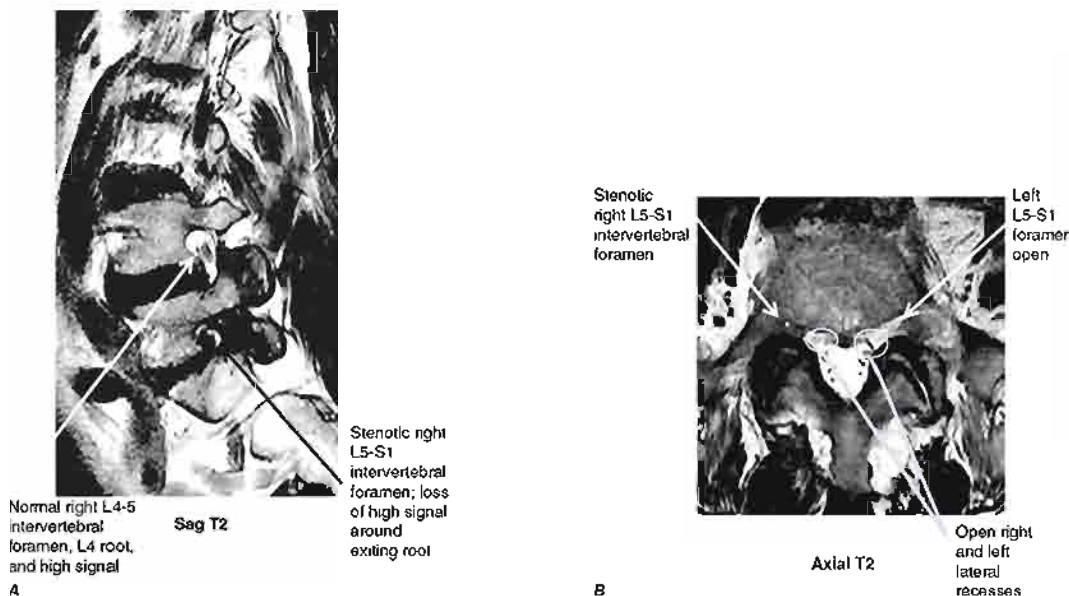 Normal right L4-5
intervertebral
foramen, L4 root,
and high signal
Sag T2
Stenotic right
L5-S1
intervertebral
foramen; loss
of high signal
around
exiting root
A
Stenotic
right L5-S1
intervertebral
foramen
Left
L5-S1
foramen
open
Axial T2
Open right
and left
lateral
recesses
B